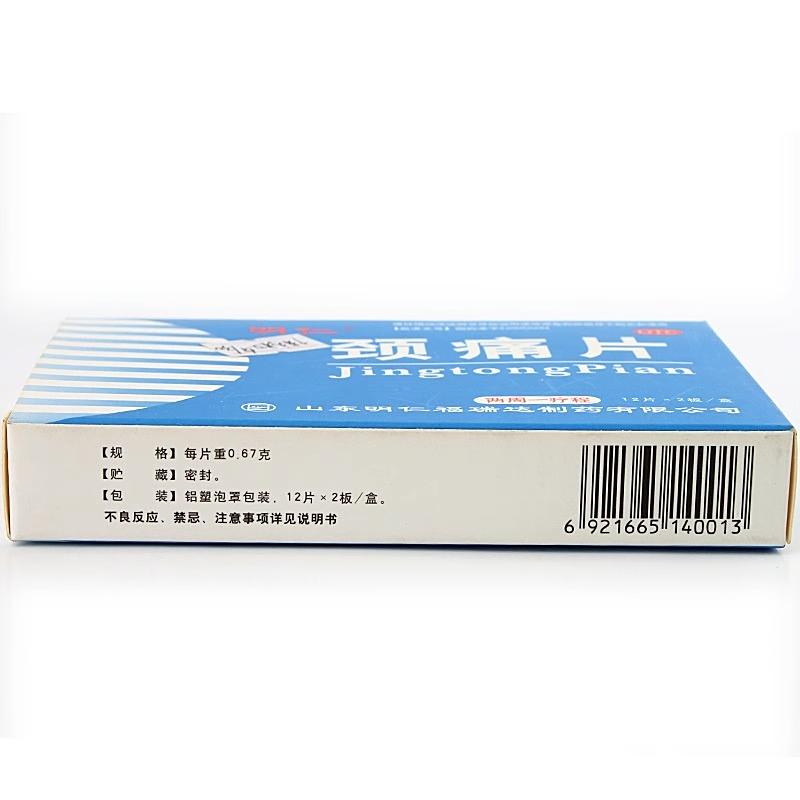 明仁
OTC
颈痛片
JingtongPian
两周一疗程
12片×2板/盒
山东明仁福瑞达制药有限公司
【规 格】每片重0.67克
【贮 藏】密封。
【包 装】铝塑泡罩包装，12片×2板/盒。
不良反应、禁忌、注意事项详见说明书
6 921665 140013